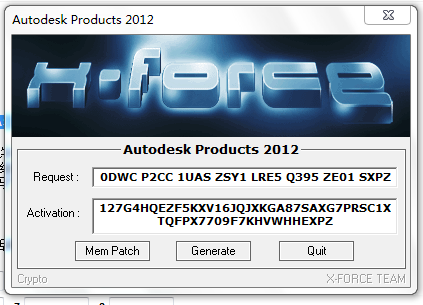 Autodesk Products 2012
X-FORCE
Autodesk Products 2012
Request :
0DWC P2CC 1UAS ZSY1 LRE5 Q395 ZE01 SXPZ
Activation :
127G4HQEZF5KXV16JQJXKGA87SAXG7PRSC1X
TQFPX7709F7KHVWHHEXPZ
Mem Patch
Generate
Quit
Crypto
X-FORCE TEAM